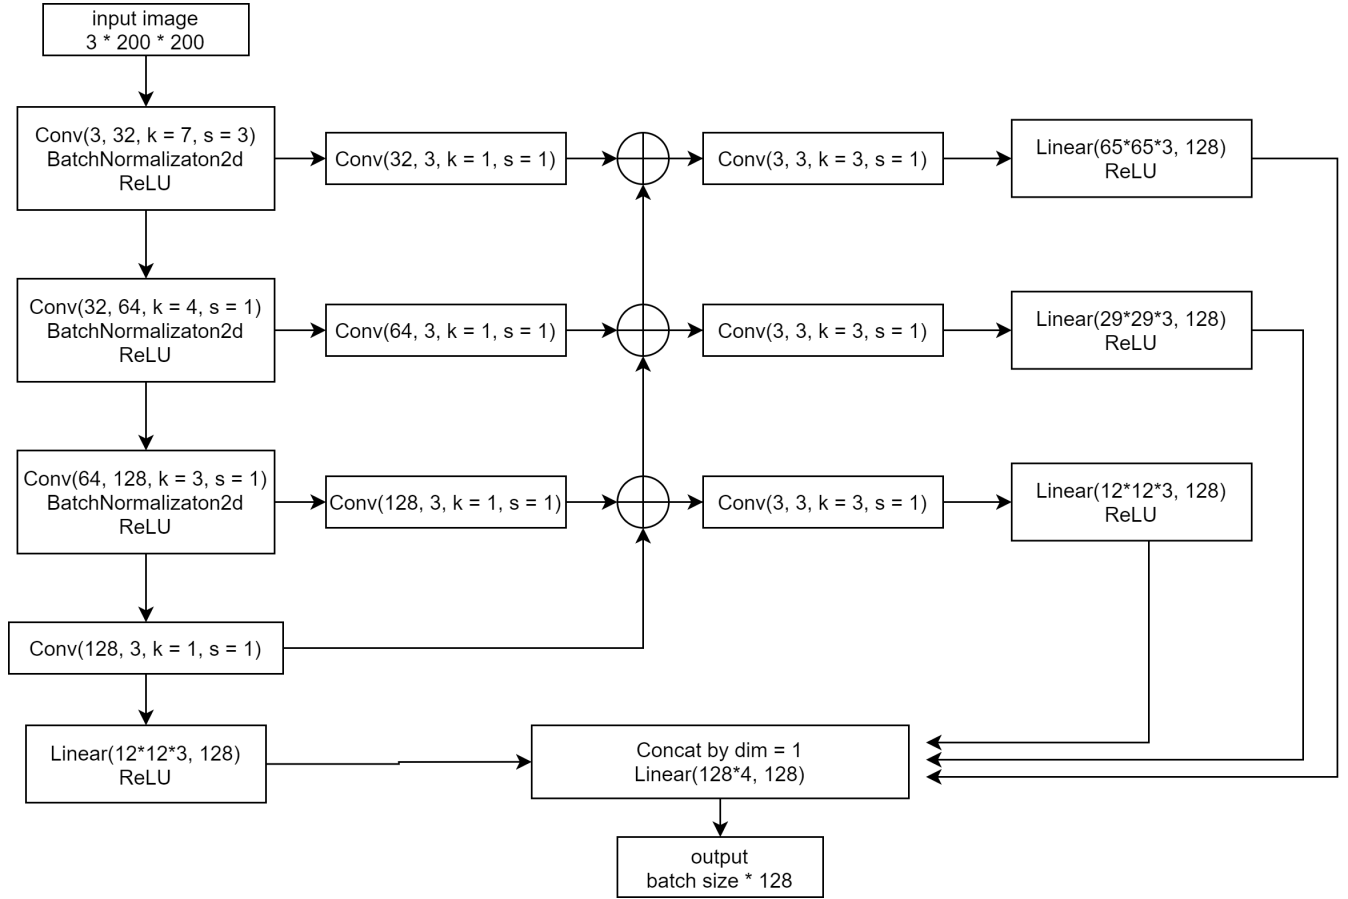 input image
3 * 200 * 200
Conv(3, 32, k = 7, s = 3)
BatchNormalizaton2d
ReLU
Conv(32, 3, k = 1, s = 1)
Conv(3, 3, k = 3, s = 1)
Linear(65*65*3, 128)
ReLU
Conv(32, 64, k = 4, s = 1)
BatchNormalizaton2d
ReLU
Conv(64, 3, k = 1, s = 1)
Conv(3, 3, k = 3, s = 1)
Linear(29*29*3, 128)
ReLU
Conv(64, 128, k = 3, s = 1)
BatchNormalizaton2d
ReLU
Conv(128, 3, k = 1, s = 1)
Conv(3, 3, k = 3, s = 1)
Linear(12*12*3, 128)
ReLU
Conv(128, 3, k = 1, s = 1)
Linear(12*12*3, 128)
ReLU
Concat by dim = 1
Linear(128*4, 128)
output
batch size * 128